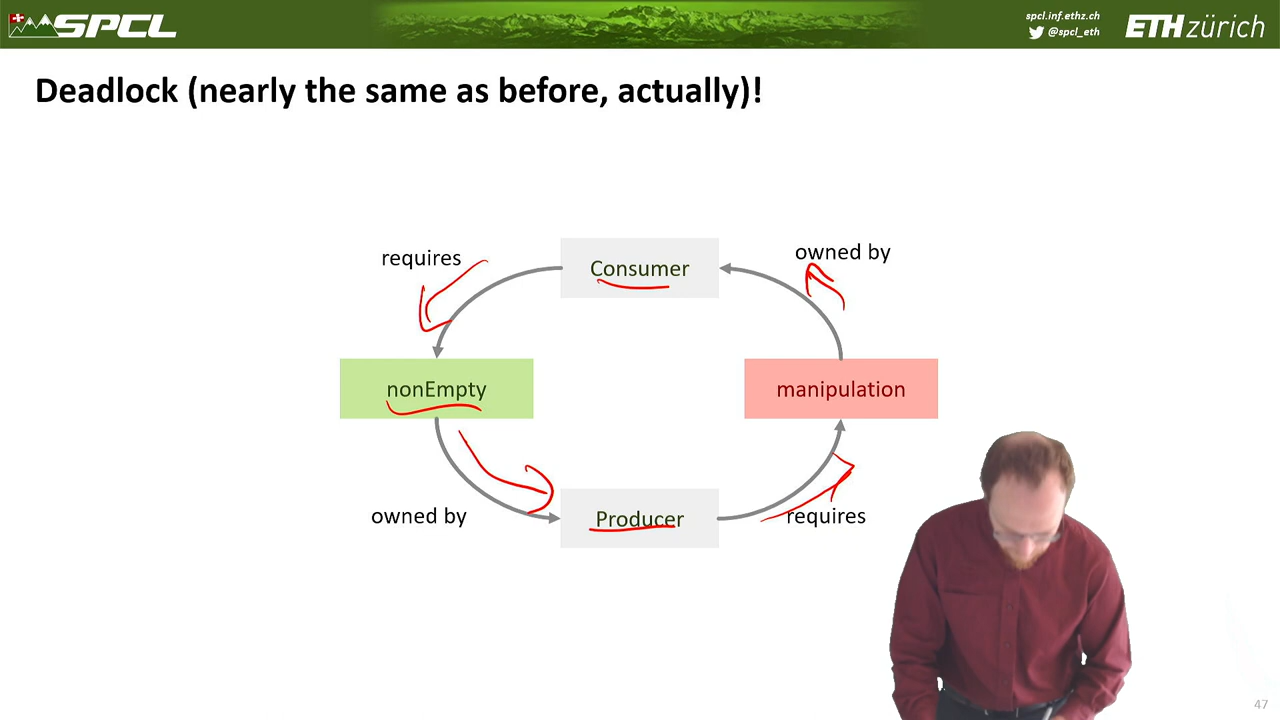 SPCL
spcl.inf.ethz.ch
@spcl_eth
ETH zürich
Deadlock (nearly the same as before, actually)!
requires
Consumer
owned by
nonEmpty
manipulation
owned by
Producer
requires
47